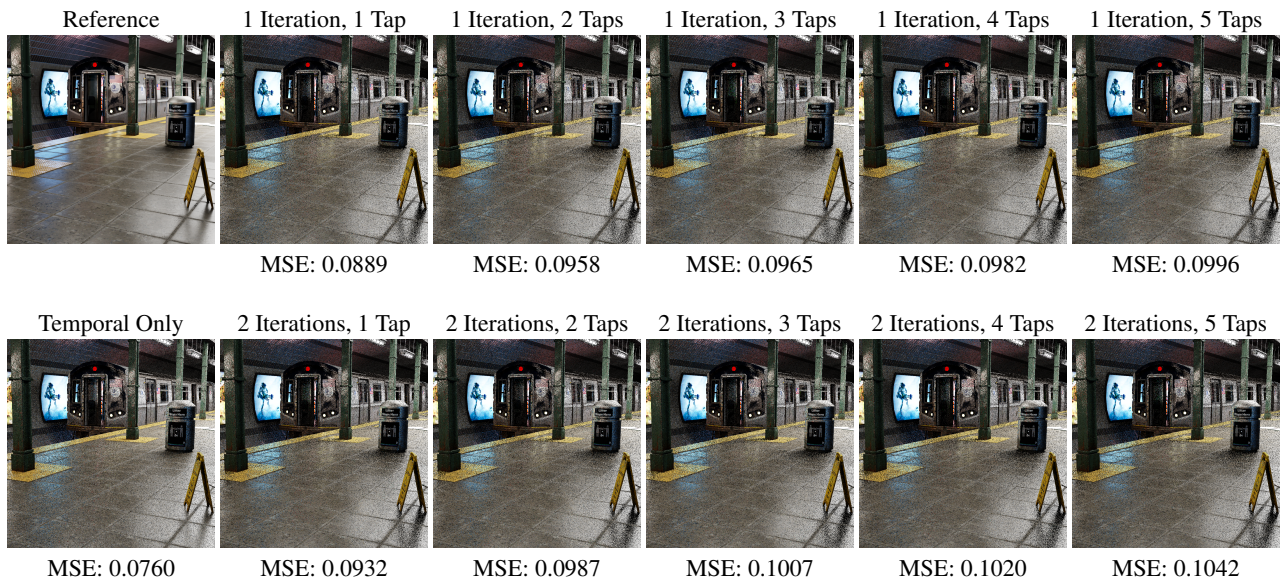 Reference
1 Iteration, 1 Tap
1 Iteration, 2 Taps
1 Iteration, 3 Taps
1 Iteration, 4 Taps
1 Iteration, 5 Taps
MSE: 0.0889
MSE: 0.0958
MSE: 0.0965
MSE: 0.0982
MSE: 0.0996
Temporal Only
2 Iterations, 1 Tap
2 Iterations, 2 Taps
2 Iterations, 3 Taps
2 Iterations, 4 Taps
2 Iterations, 5 Taps
MSE: 0.0760
MSE: 0.0932
MSE: 0.0987
MSE: 0.1007
MSE: 0.1020
MSE: 0.1042